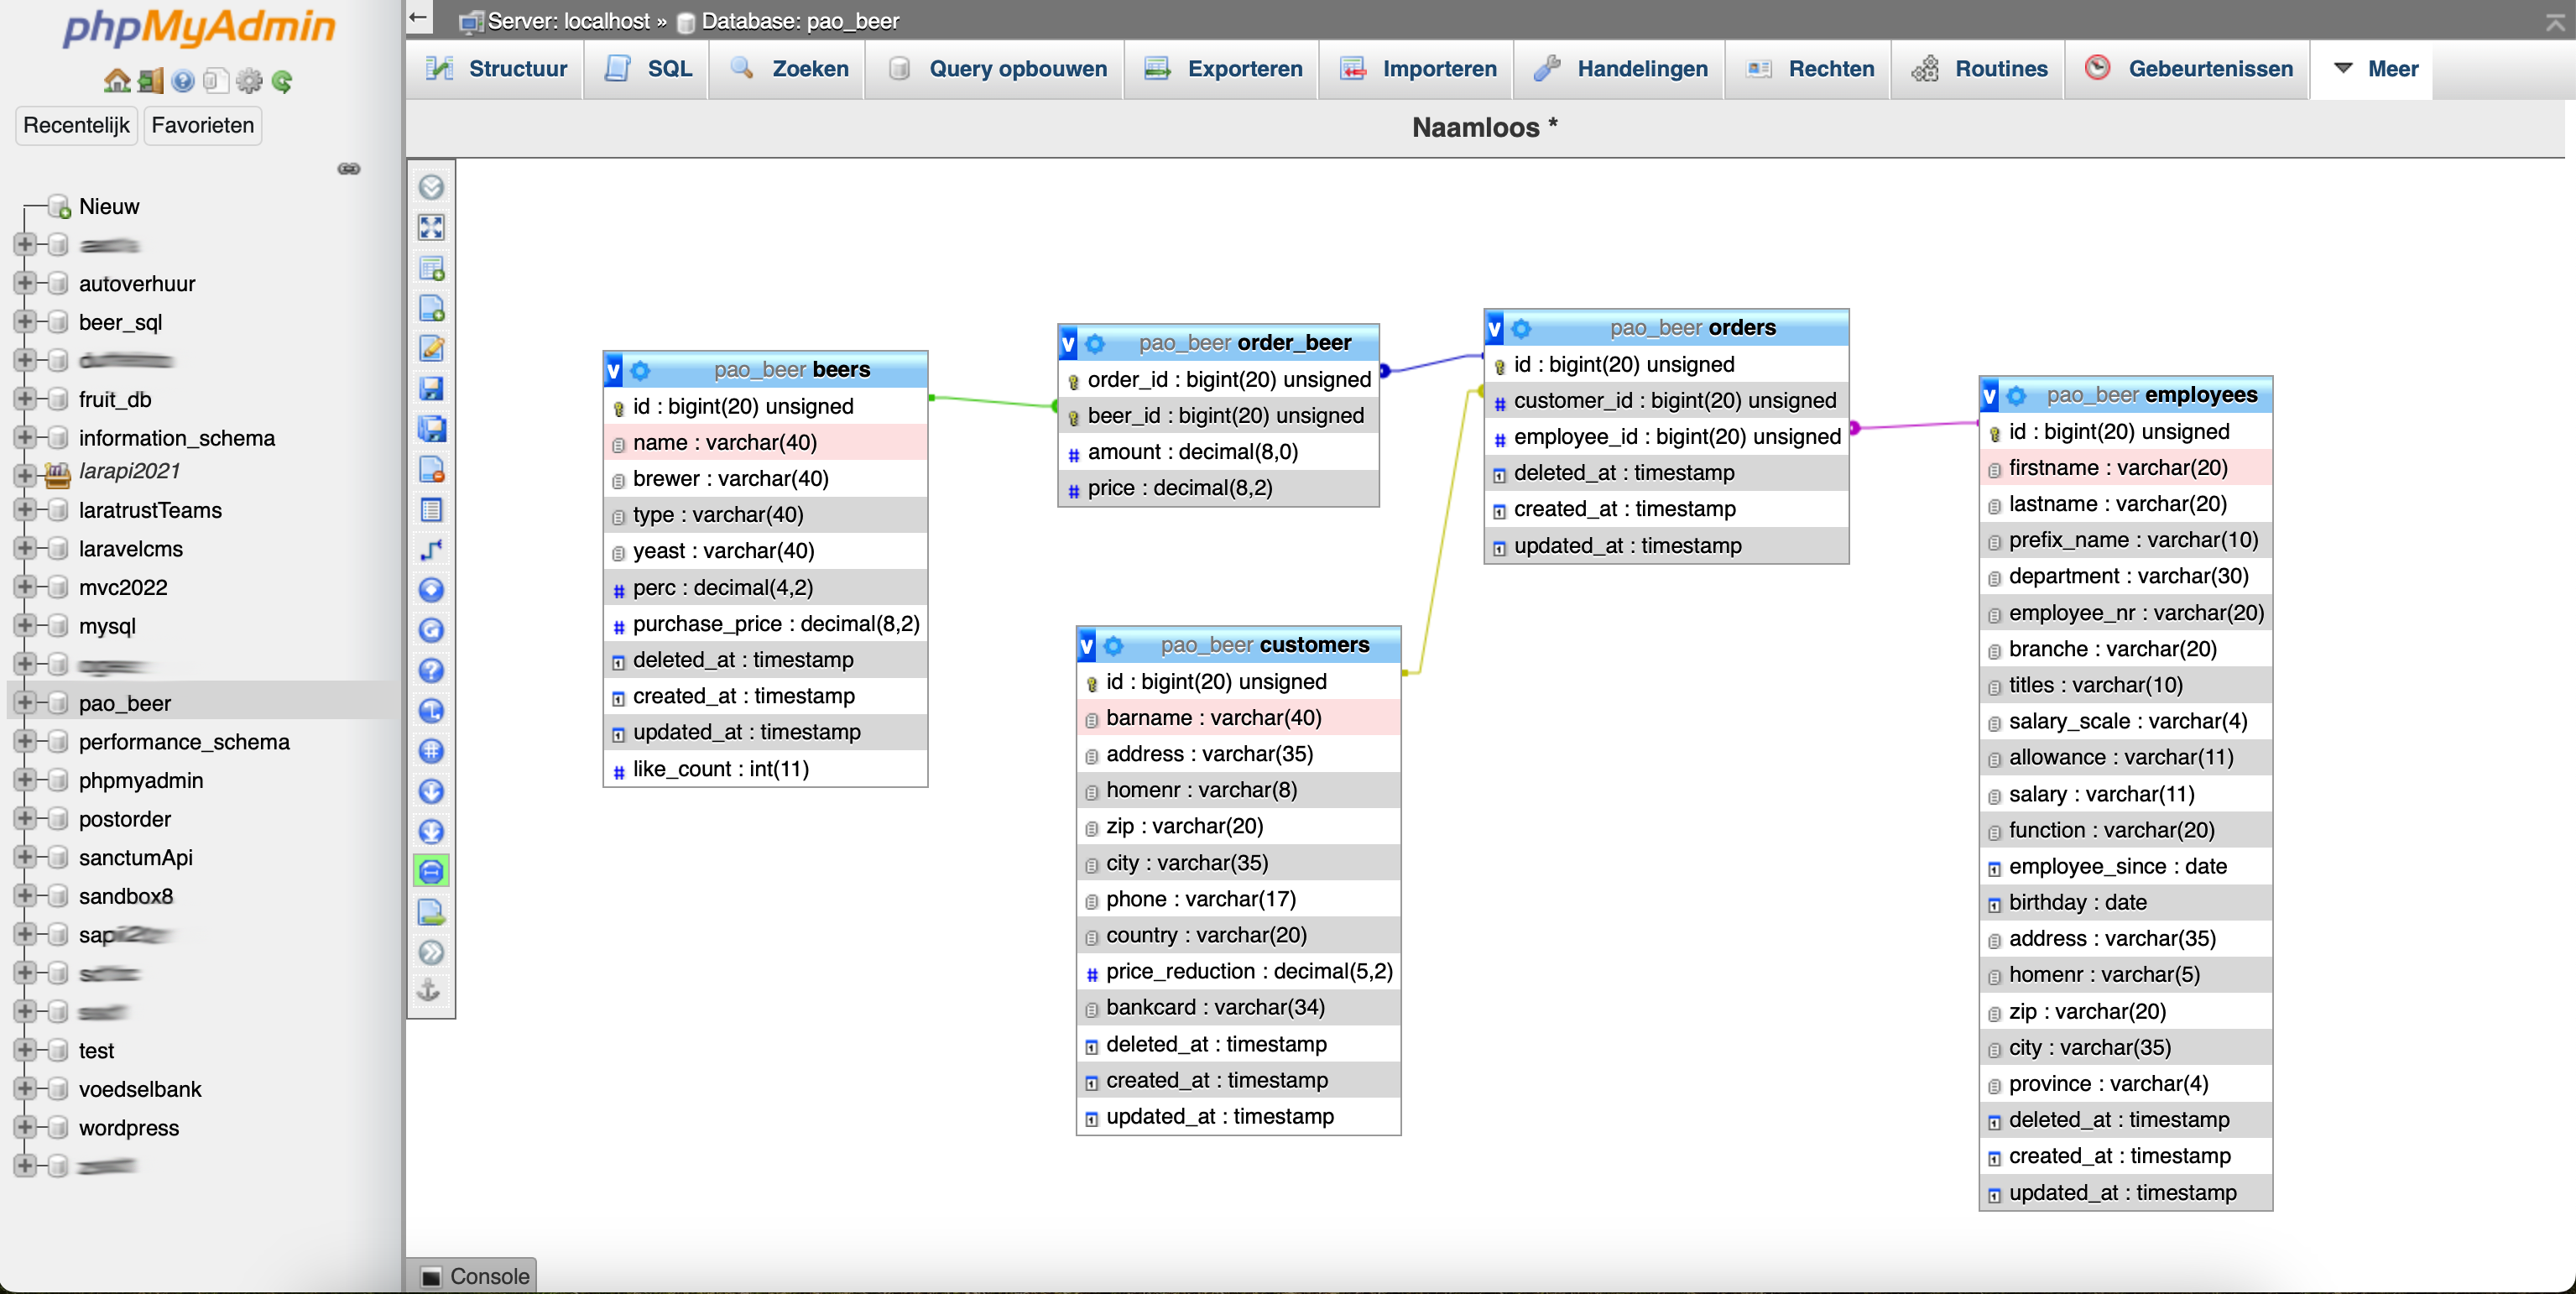 phpMyAdmin
Recentelijk Favorieten
Nieuw
autoverhuur
beer_sql
fruit_db
information_schema
larapi2021
laratrustTeams
laravelcms
mvc2022
mysql
pao_beer
performance_schema
phpmyadmin
postorder
sanctumApi
sandbox8
test
voedselbank
wordpress
Server: localhost » Database: pao_beer
Structuur SQL Zoeken Query opbouwen Exporteren Importeren Handelingen Rechten Routines Gebeurtenissen Meer
Naamloos *
v pao_beer beers
id : bigint(20) unsigned
name : varchar(40)
brewer : varchar(40)
type : varchar(40)
yeast : varchar(40)
# perc : decimal(4,2)
# purchase_price : decimal(8,2)
deleted_at : timestamp
created_at : timestamp
updated_at : timestamp
# like_count : int(11)
v pao_beer order_beer
order_id : bigint(20) unsigned
beer_id : bigint(20) unsigned
# amount : decimal(8,0)
# price : decimal(8,2)
v pao_beer customers
id : bigint(20) unsigned
barname : varchar(40)
address : varchar(35)
homenr : varchar(8)
zip : varchar(20)
city : varchar(35)
phone : varchar(17)
country : varchar(20)
# price_reduction : decimal(5,2)
bankcard : varchar(34)
deleted_at : timestamp
created_at : timestamp
updated_at : timestamp
v pao_beer orders
id : bigint(20) unsigned
# customer_id : bigint(20) unsigned
# employee_id : bigint(20) unsigned
deleted_at : timestamp
created_at : timestamp
updated_at : timestamp
v pao_beer employees
id : bigint(20) unsigned
firstname : varchar(20)
lastname : varchar(20)
prefix_name : varchar(10)
department : varchar(30)
employee_nr : varchar(20)
branche : varchar(20)
titles : varchar(10)
salary_scale : varchar(4)
allowance : varchar(11)
salary : varchar(11)
function : varchar(20)
employee_since : date
birthday : date
address : varchar(35)
homenr : varchar(5)
zip : varchar(20)
city : varchar(35)
province : varchar(4)
deleted_at : timestamp
created_at : timestamp
updated_at : timestamp
Console